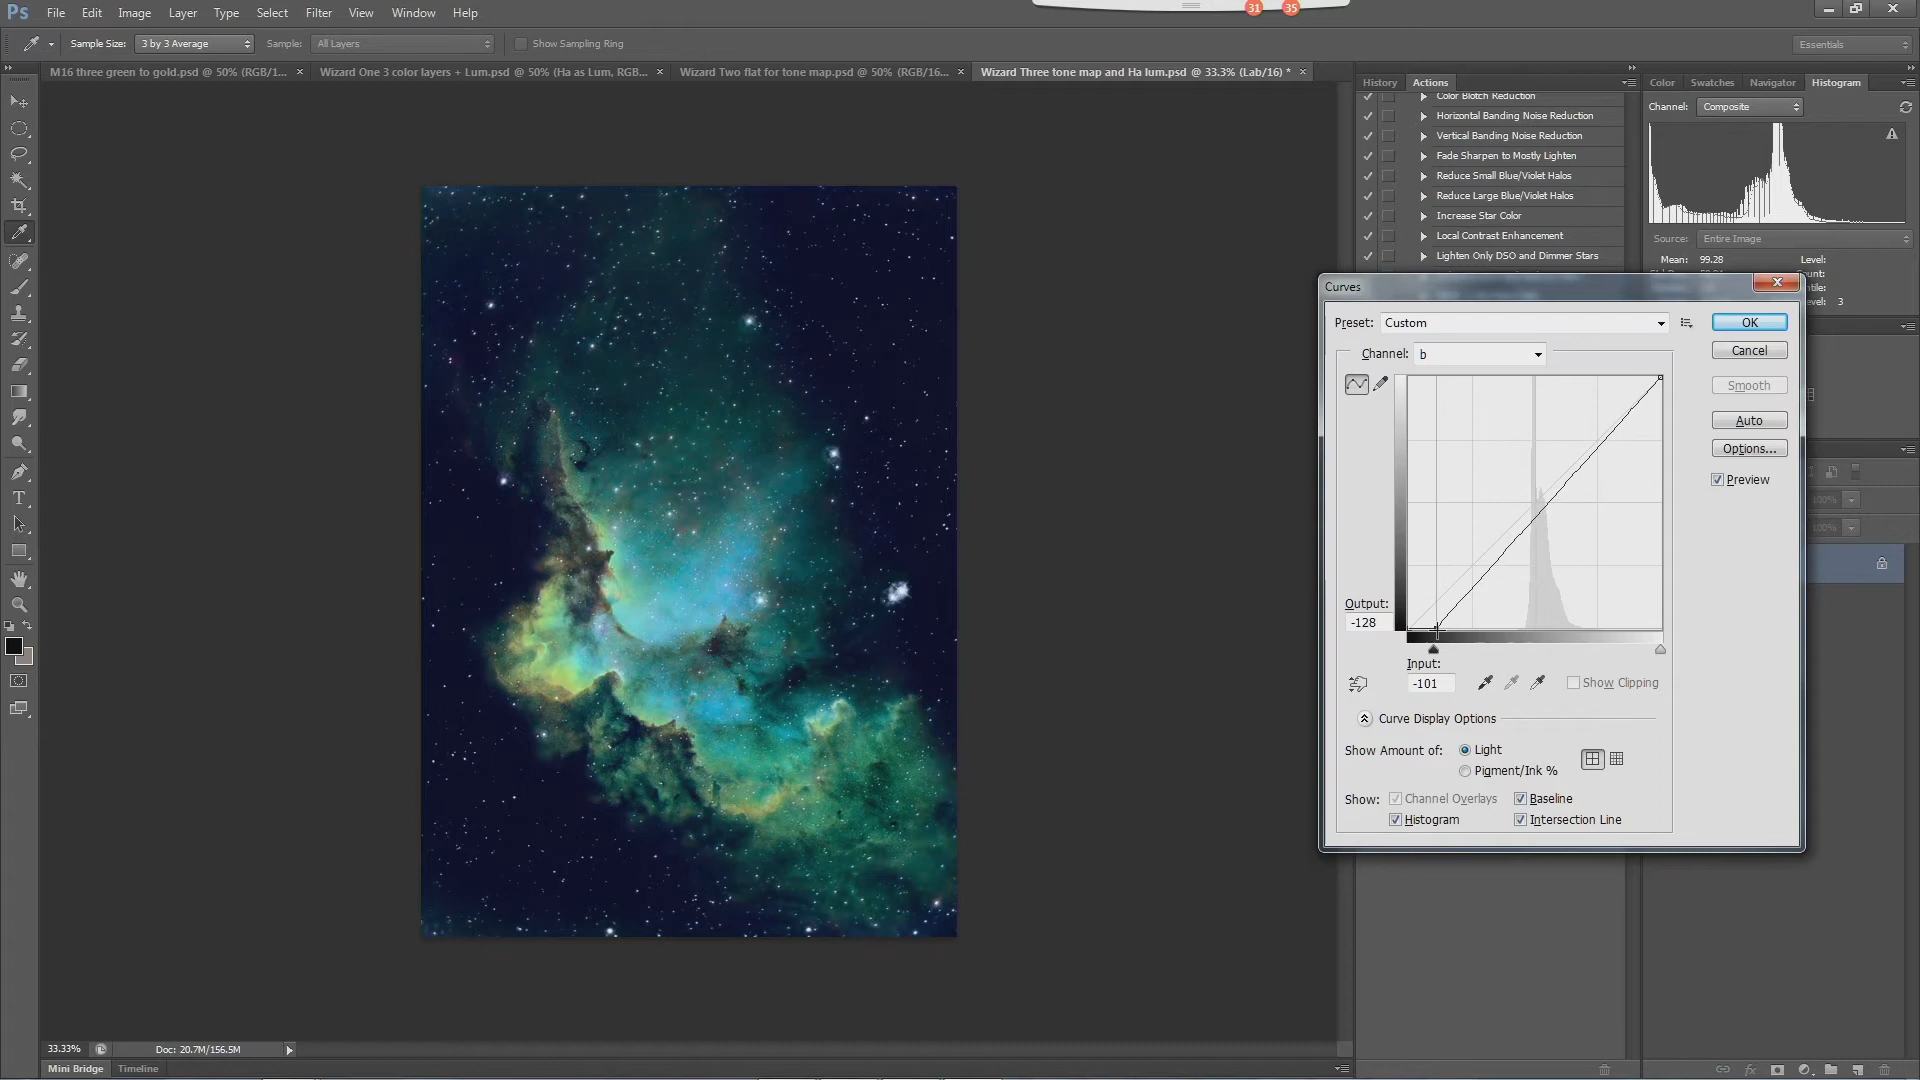 Ps File Edit Image Layer Type Select Filter View Window Help
31 35
Sample Size: 3 by 3 Average Sample: All Layers Show Sampling Ring
Essentials
M16 three green to gold.psd @ 50% (RGB/1... × Wizard One 3 color layers + Lum.psd @ 50% (Ha as Lum, RGB... × Wizard Two flat for tone map.psd @ 50% (RGB/16... × Wizard Three tone map and Ha lum.psd @ 33.3% (Lab/16) * ×
History Actions
Color Blotch Reduction
Horizontal Banding Noise Reduction
Vertical Banding Noise Reduction
Fade Sharpen to Mostly Lighten
Reduce Small Blue/Violet Halos
Reduce Large Blue/Violet Halos
Increase Star Color
Local Contrast Enhancement
Lighten Only DSO and Dimmer Stars
Color Swatches Navigator Histogram
Channel: Composite
Source: Entire Image
Mean: 99.28 Level:
3
Curves
Preset: Custom
OK
Channel: b
Cancel
Smooth
Auto
Options...
Preview
Output:
-128
Input:
-101
Show Clipping
Curve Display Options
Show Amount of: Light
Pigment/Ink %
Show: Channel Overlays Baseline
Histogram Intersection Line
100%
100%
T
33.33% Doc: 20.7M/156.5M
Mini Bridge Timeline
fx